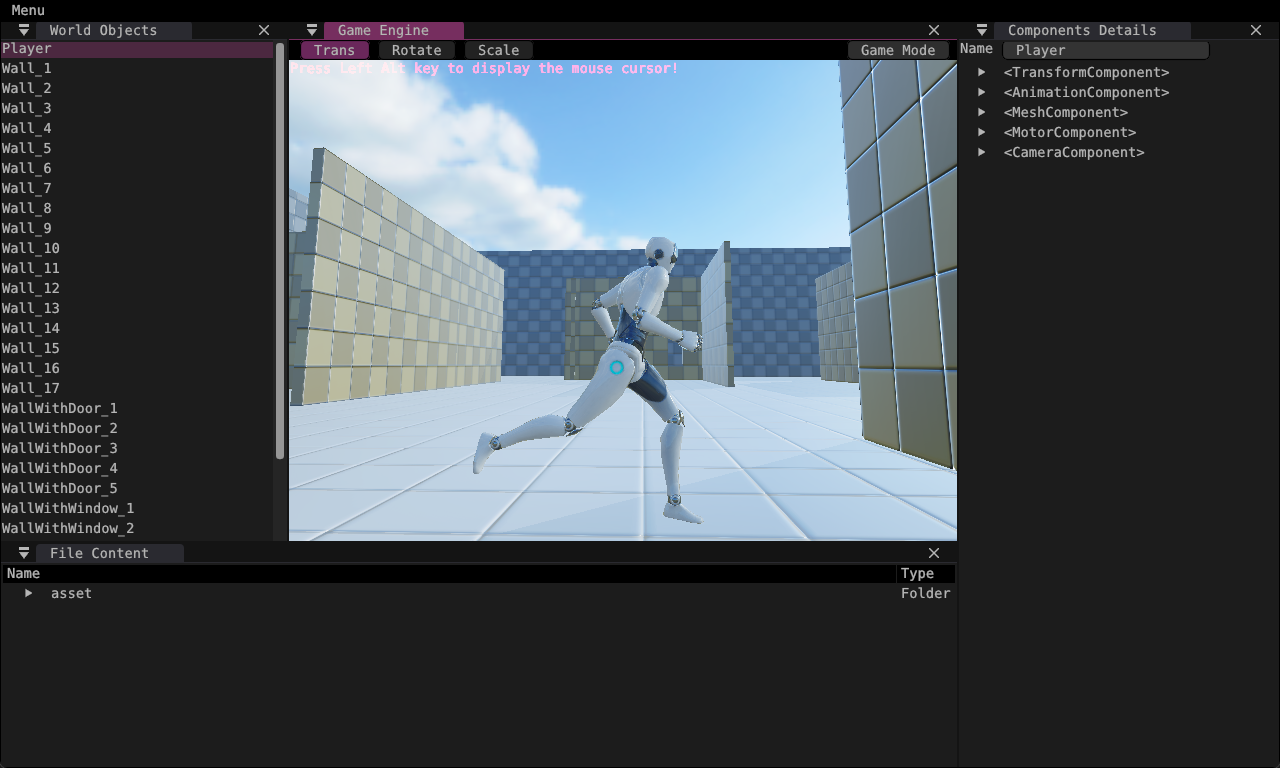 Menu
World Objects
Player
Wall_1
Wall_2
Wall_3
Wall_4
Wall_5
Wall_6
Wall_7
Wall_8
Wall_9
Wall_10
Wall_11
Wall_12
Wall_13
Wall_14
Wall_15
Wall_16
Wall_17
WallWithDoor_1
WallWithDoor_2
WallWithDoor_3
WallWithDoor_4
WallWithDoor_5
WallWithWindow_1
WallWithWindow_2
Game Engine
Trans Rotate Scale Game Mode
Press Left Alt key to display the mouse cursor!
Components Details
Name Player
<TransformComponent>
<AnimationComponent>
<MeshComponent>
<MotorComponent>
<CameraComponent>
File Content
Name Type
asset Folder